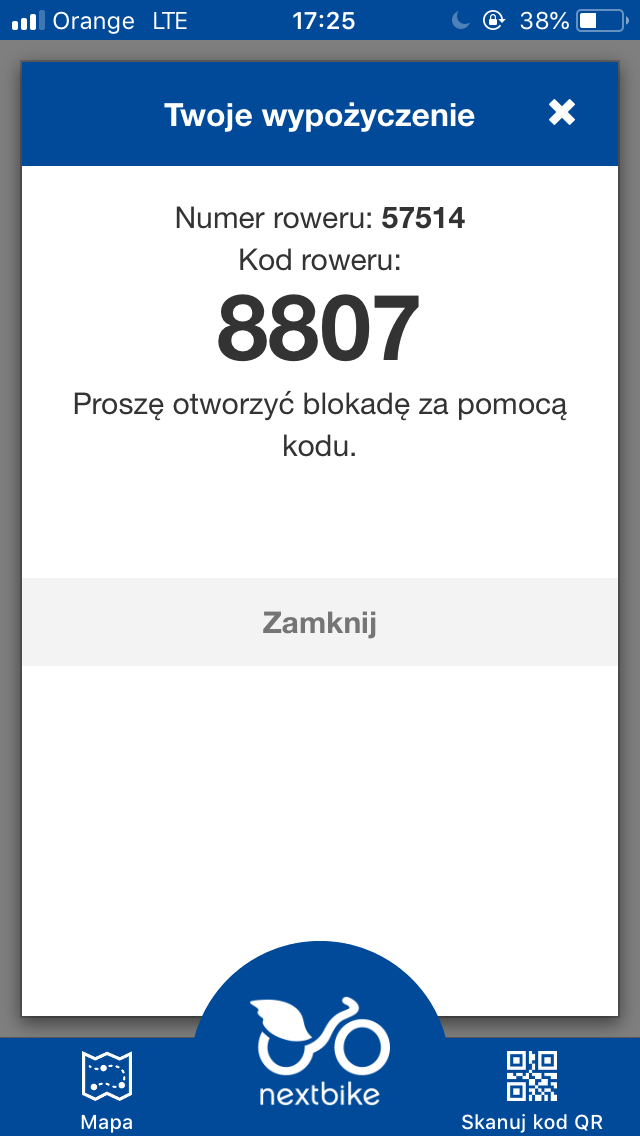 Orange LTE 17:25 38%
Twoje wypożyczenie
Numer roweru: 57514
Kod roweru:
8807
Proszę otworzyć blokadę za pomocą
kodu.
Zamknij
nextbike
Mapa
Skanuj kod QR